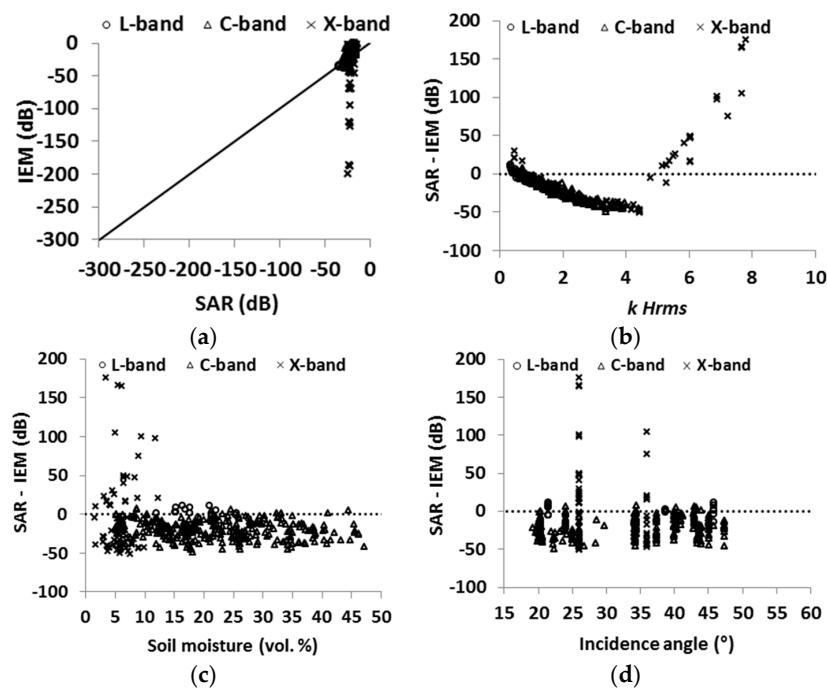 L-band C-band X-band
0
-50
-100
-150
-200
-250
-300
-300 -250 -200 -150 -100 -50 0
IEM (dB)
SAR (dB)
(a)
L-band C-band X-band
200
150
100
50
0
-50
-100
0 2 4 6 8 10
SAR - IEM (dB)
k Hrms
(b)
L-band C-band X-band
200
150
100
50
0
-50
-100
0 5 10 15 20 25 30 35 40 45 50
SAR - IEM (dB)
Soil moisture (vol. %)
(c)
L-band C-band X-band
200
150
100
50
0
-50
-100
15 20 25 30 35 40 45 50 55 60
SAR - IEM (dB)
Incidence angle (°)
(d)